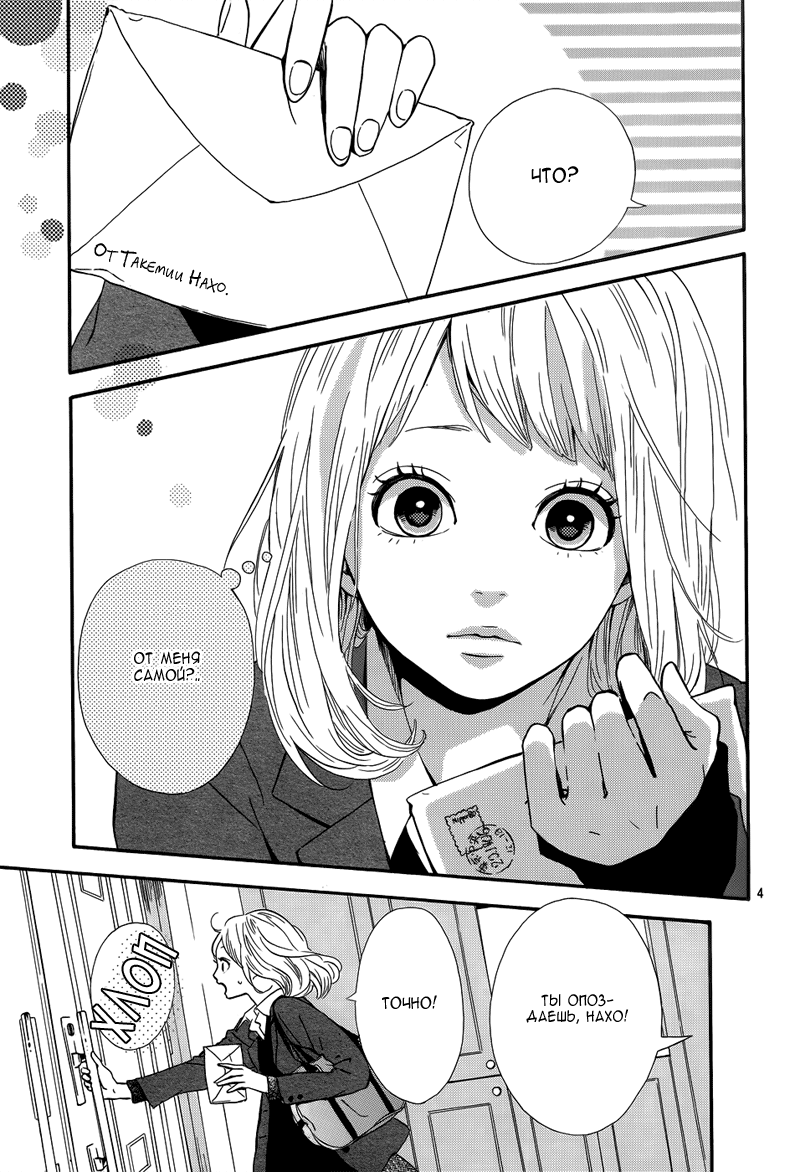 ЧТО?
ОТ ТАКЕМИИ НАХО.
ОТ МЕНЯ
САМОЙ?..
4
ТЫ ОПОЗ-
ДАЕШЬ, НАХО!
ТОЧНО!
ХЛОП